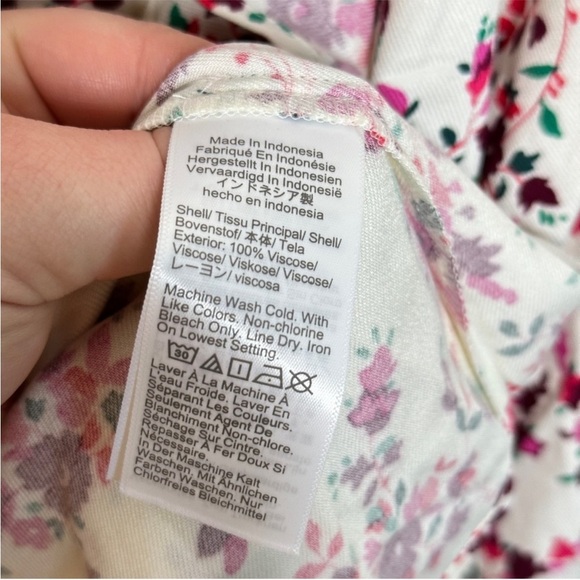 Made In Indonesia
Fabriqué En Indonésie
Hergestellt In Indonesien
Vervaardigd In Indonesië
インドネシア製
hecho en indonesia
Shell/ Tissu Principal/ Shell/
Bovenstof/ 本体/ Tela
Exterior: 100% Viscose/
Viscose/ Viskose/ Viscose/
レーヨン/ viscosa
Machine Wash Cold. With
Like Colors. Non-chlorine
Bleach Only. Line Dry. Iron
On Lowest Setting.
30
Laver À La Machine À
L'eau Froide. Laver En
Séparant Les Couleurs.
Seulement Agent De
Blanchiment Non-chlore.
Séchage Sur Cintre.
Repasser À Fer Doux Si
Nécessaire.
In Der Maschine Kalt
Waschen, Mit Ähnlichen
Farben Waschen, Nur
Chlorfreies Bleichmittel